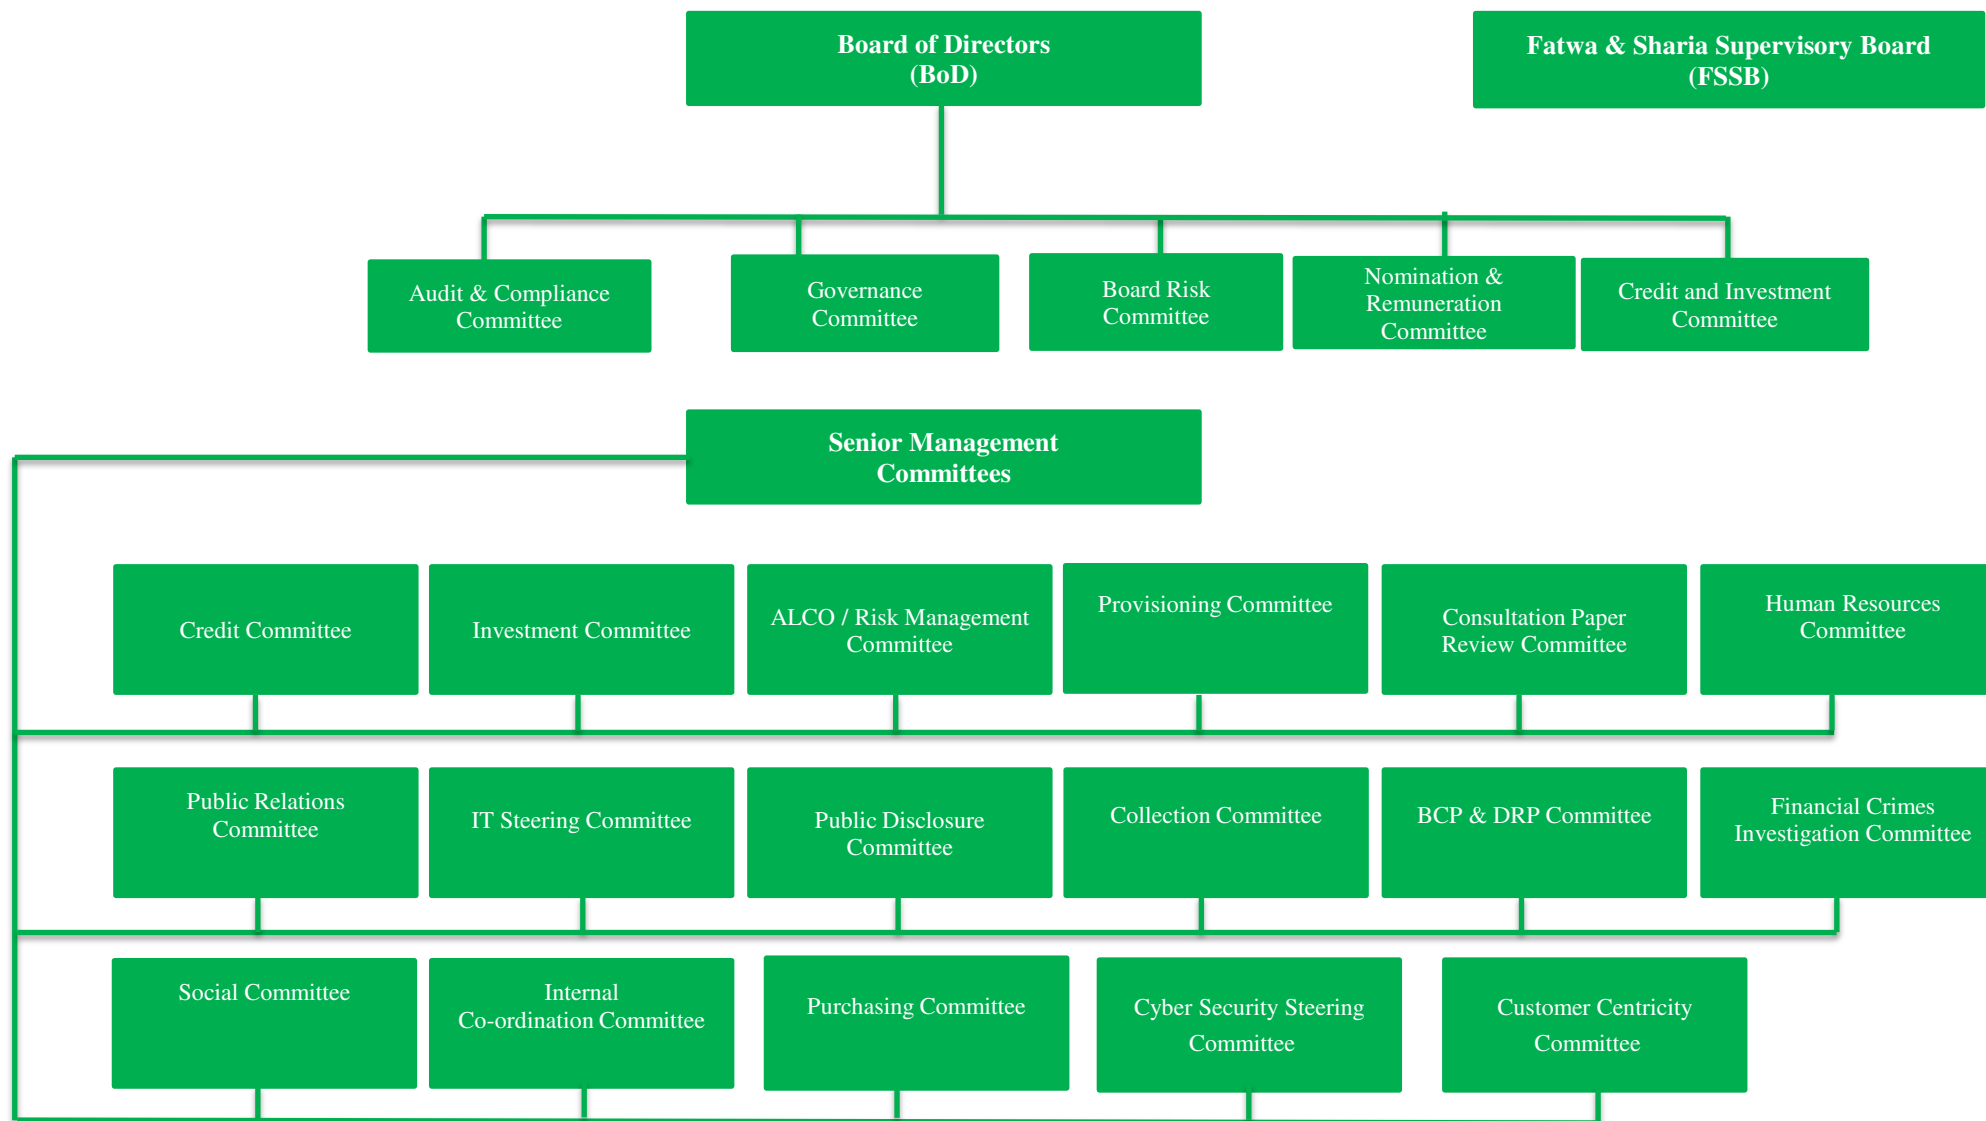 Board of Directors
(BoD)
Fatwa & Sharia Supervisory Board
(FSSB)
Audit & Compliance
Committee
Governance
Committee
Board Risk
Committee
Nomination &
Remuneration
Committee
Credit and Investment
Committee
Senior Management
Committees
Credit Committee
Investment Committee
ALCO / Risk Management
Committee
Provisioning Committee
Consultation Paper
Review Committee
Human Resources
Committee
Public Relations
Committee
IT Steering Committee
Public Disclosure
Committee
Collection Committee
BCP & DRP Committee
Financial Crimes
Investigation Committee
Social Committee
Internal
Co-ordination Committee
Purchasing Committee
Cyber Security Steering
Committee
Customer Centricity
Committee